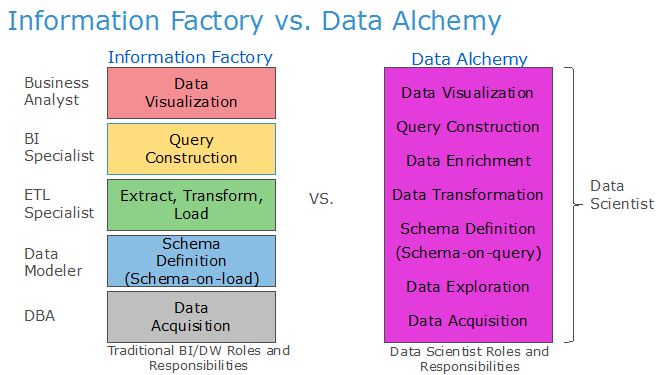 Information Factory vs. Data Alchemy
Information Factory
Business
Analyst
Data
Visualization
BI
Specialist
Query
Construction
ETL
Specialist
Extract, Transform,
Load
Data
Modeler
Schema
Definition
(Schema-on-load)
DBA
Data
Acquisition
Traditional BI/DW Roles and
Responsibilities
VS.
Data Alchemy
Data Visualization
Query Construction
Data Enrichment
Data Transformation
Schema Definition
(Schema-on-query)
Data Exploration
Data Acquisition
Data
Scientist
Data Scientist Roles and
Responsibilities